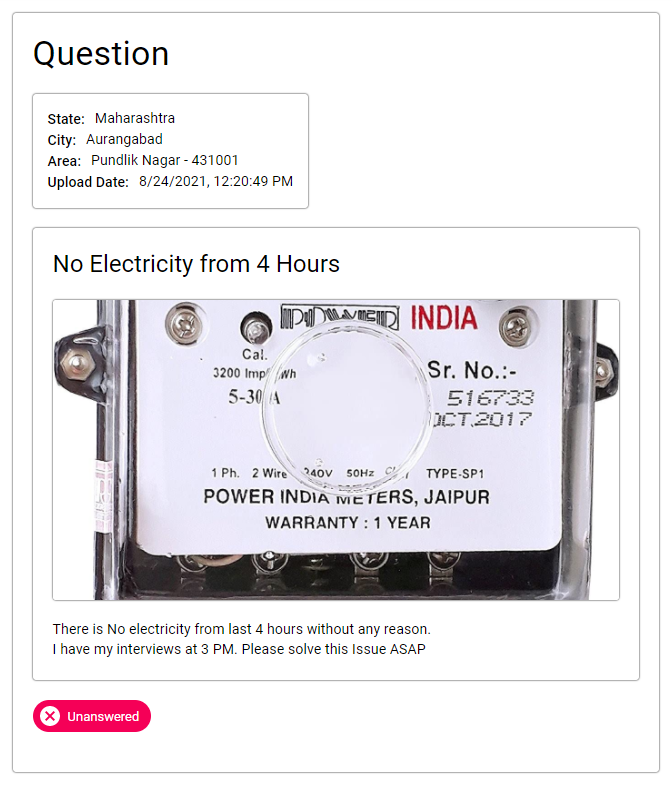 Question
State: Maharashtra
City: Aurangabad
Area: Pundlik Nagar - 431001
Upload Date: 8/24/2021, 12:20:49 PM
No Electricity from 4 Hours
POWER INDIA
Cal.
3200 Imp
Wh
Sr. No.:-
5-30 A
516733
OCT.2017
1 Ph. 2 Wire 240V 50Hz TYPE-SP1
POWER INDIA METERS, JAIPUR
WARRANTY : 1 YEAR
There is No electricity from last 4 hours without any reason.
I have my interviews at 3 PM. Please solve this Issue ASAP
Unanswered